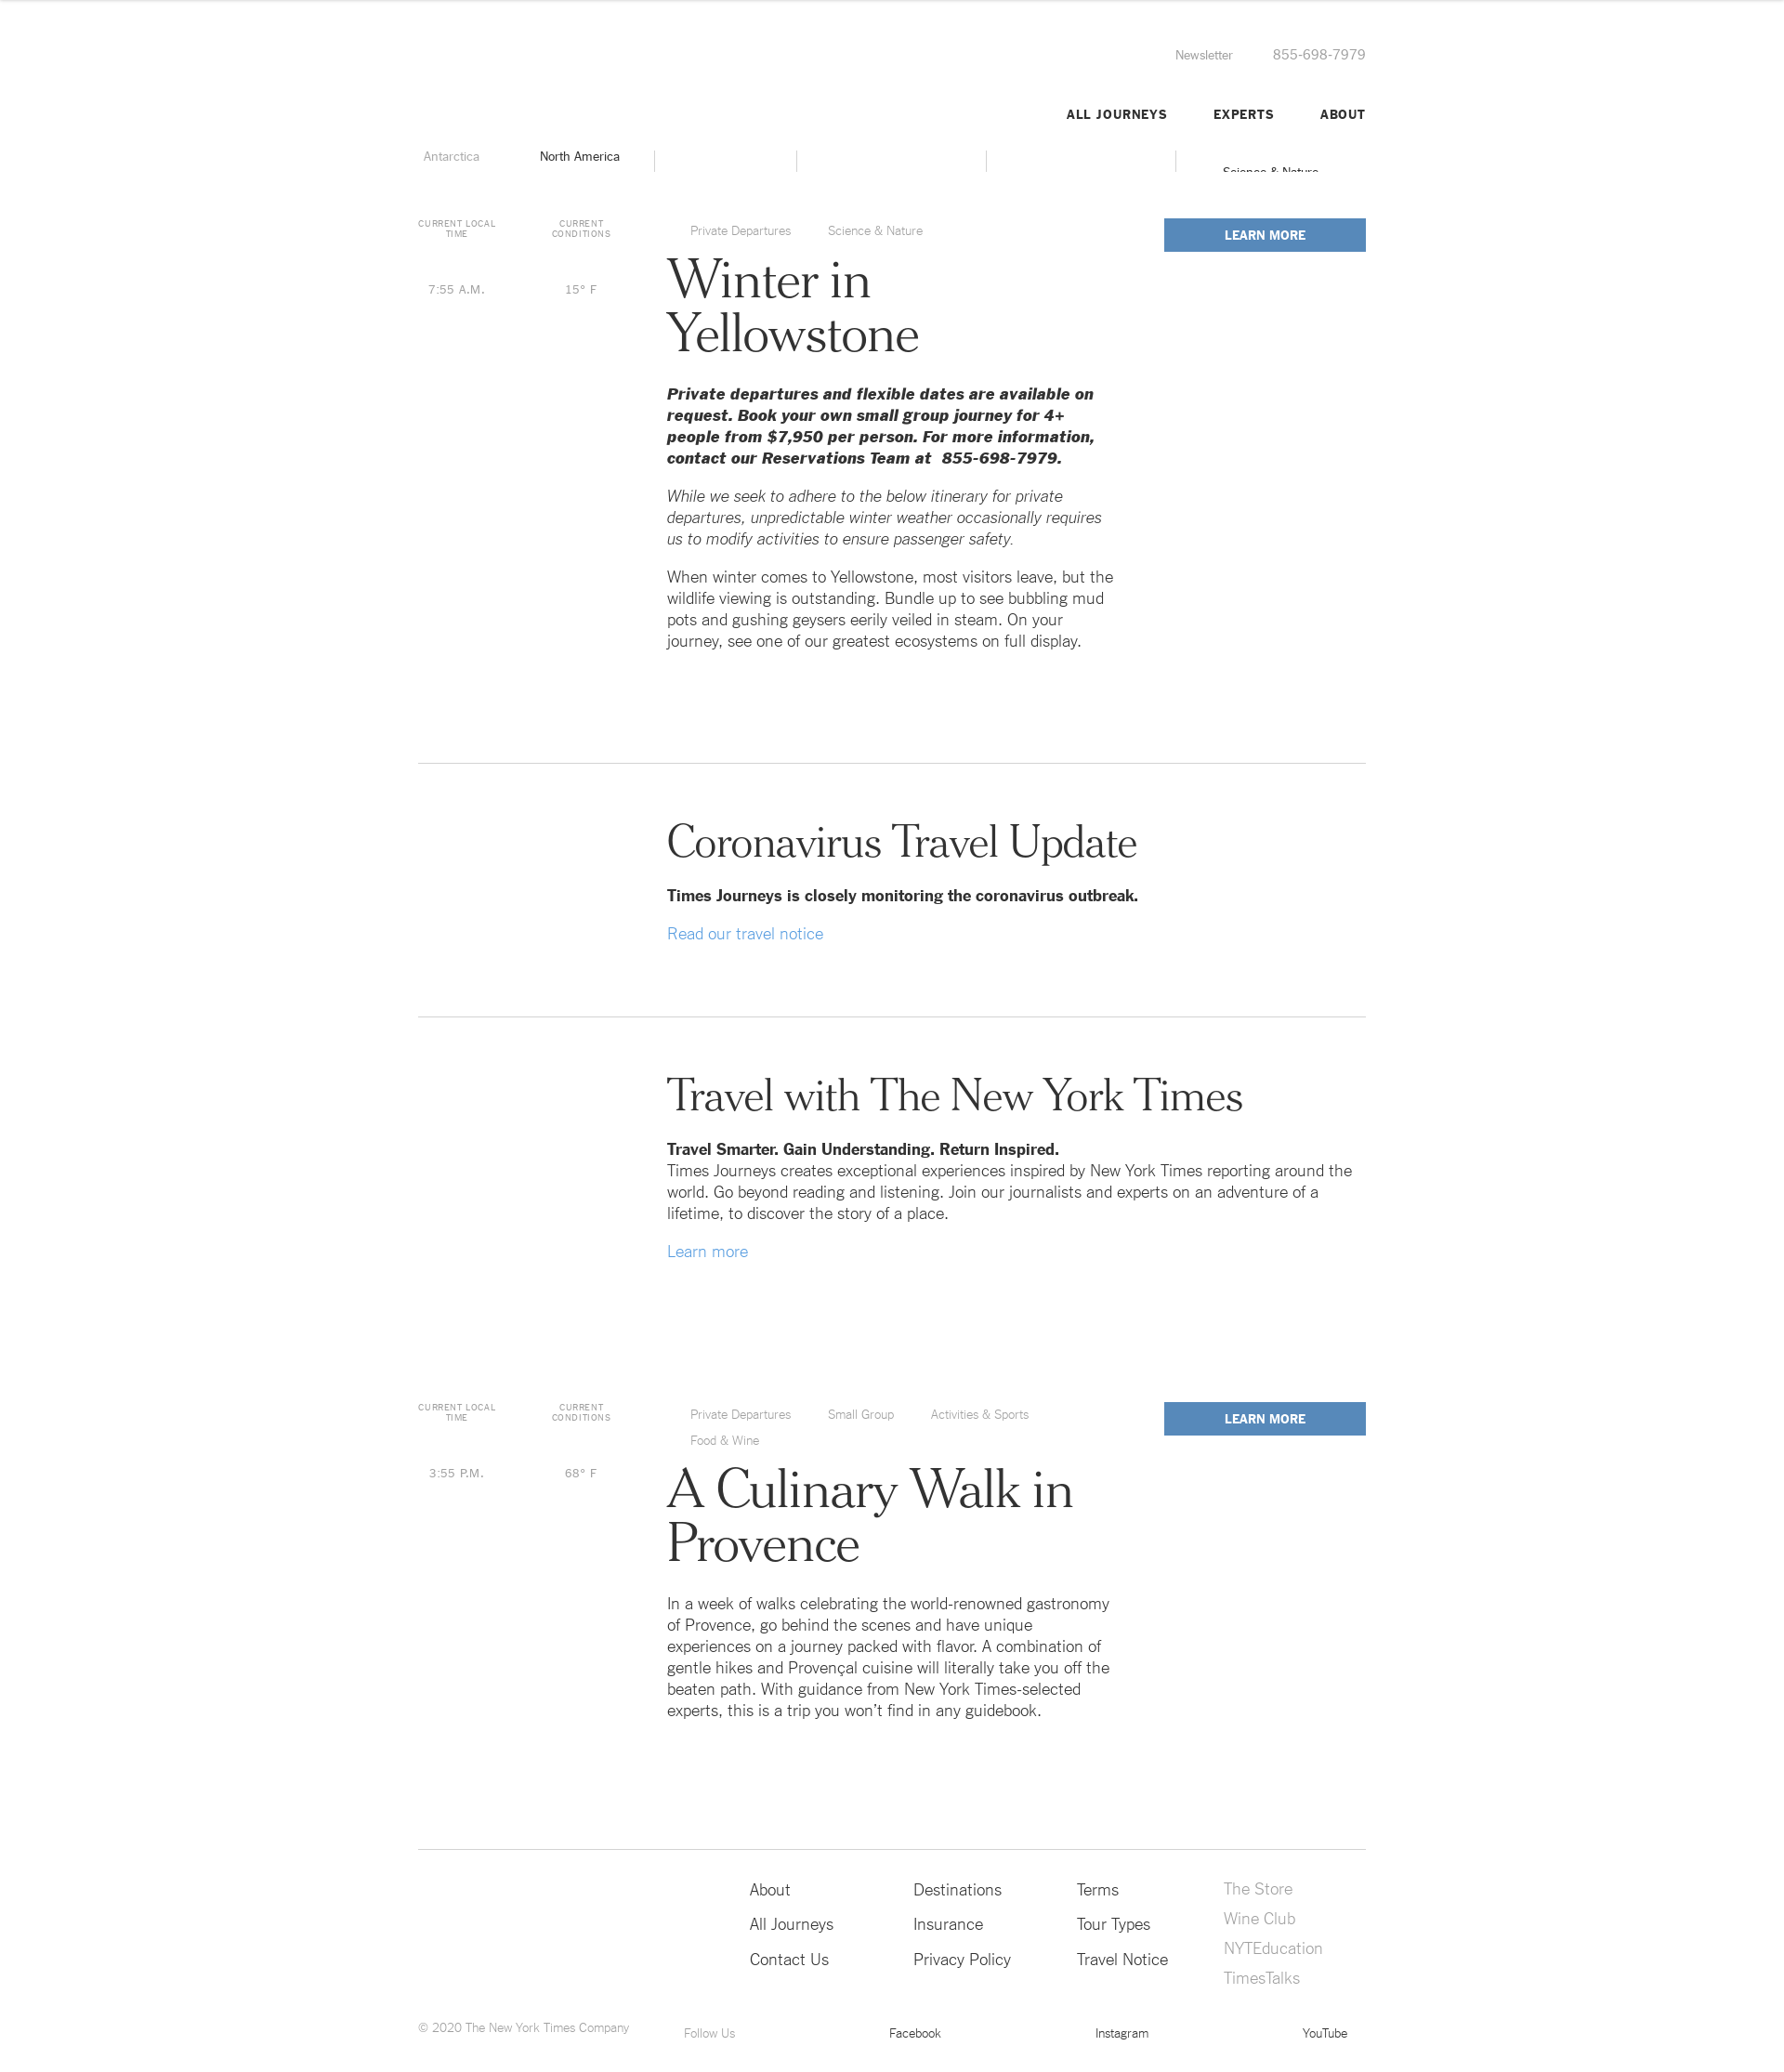 Newsletter 855-698-7979
ALL JOURNEYS EXPERTS ABOUT
Antarctica North America
Science & Nature
CURRENT LOCAL TIME
CURRENT CONDITIONS
7:55 A.M. 15° F
Private Departures Science & Nature
LEARN MORE
Winter in
Yellowstone
Private departures and flexible dates are available on
request. Book your own small group journey for 4+
people from $7,950 per person. For more information,
contact our Reservations Team at 855-698-7979.
While we seek to adhere to the below itinerary for private
departures, unpredictable winter weather occasionally requires
us to modify activities to ensure passenger safety.
When winter comes to Yellowstone, most visitors leave, but the
wildlife viewing is outstanding. Bundle up to see bubbling mud
pots and gushing geysers eerily veiled in steam. On your
journey, see one of our greatest ecosystems on full display.
Coronavirus Travel Update
Times Journeys is closely monitoring the coronavirus outbreak.
Read our travel notice
Travel with The New York Times
Travel Smarter. Gain Understanding. Return Inspired.
Times Journeys creates exceptional experiences inspired by New York Times reporting around the
world. Go beyond reading and listening. Join our journalists and experts on an adventure of a
lifetime, to discover the story of a place.
Learn more
CURRENT LOCAL TIME
CURRENT CONDITIONS
3:55 P.M. 68° F
Private Departures Small Group Activities & Sports
Food & Wine
LEARN MORE
A Culinary Walk in
Provence
In a week of walks celebrating the world-renowned gastronomy
of Provence, go behind the scenes and have unique
experiences on a journey packed with flavor. A combination of
gentle hikes and Provençal cuisine will literally take you off the
beaten path. With guidance from New York Times-selected
experts, this is a trip you won’t find in any guidebook.
About
All Journeys
Contact Us
Destinations
Insurance
Privacy Policy
Terms
Tour Types
Travel Notice
The Store
Wine Club
NYTEducation
TimesTalks
© 2020 The New York Times Company
Follow Us Facebook Instagram YouTube